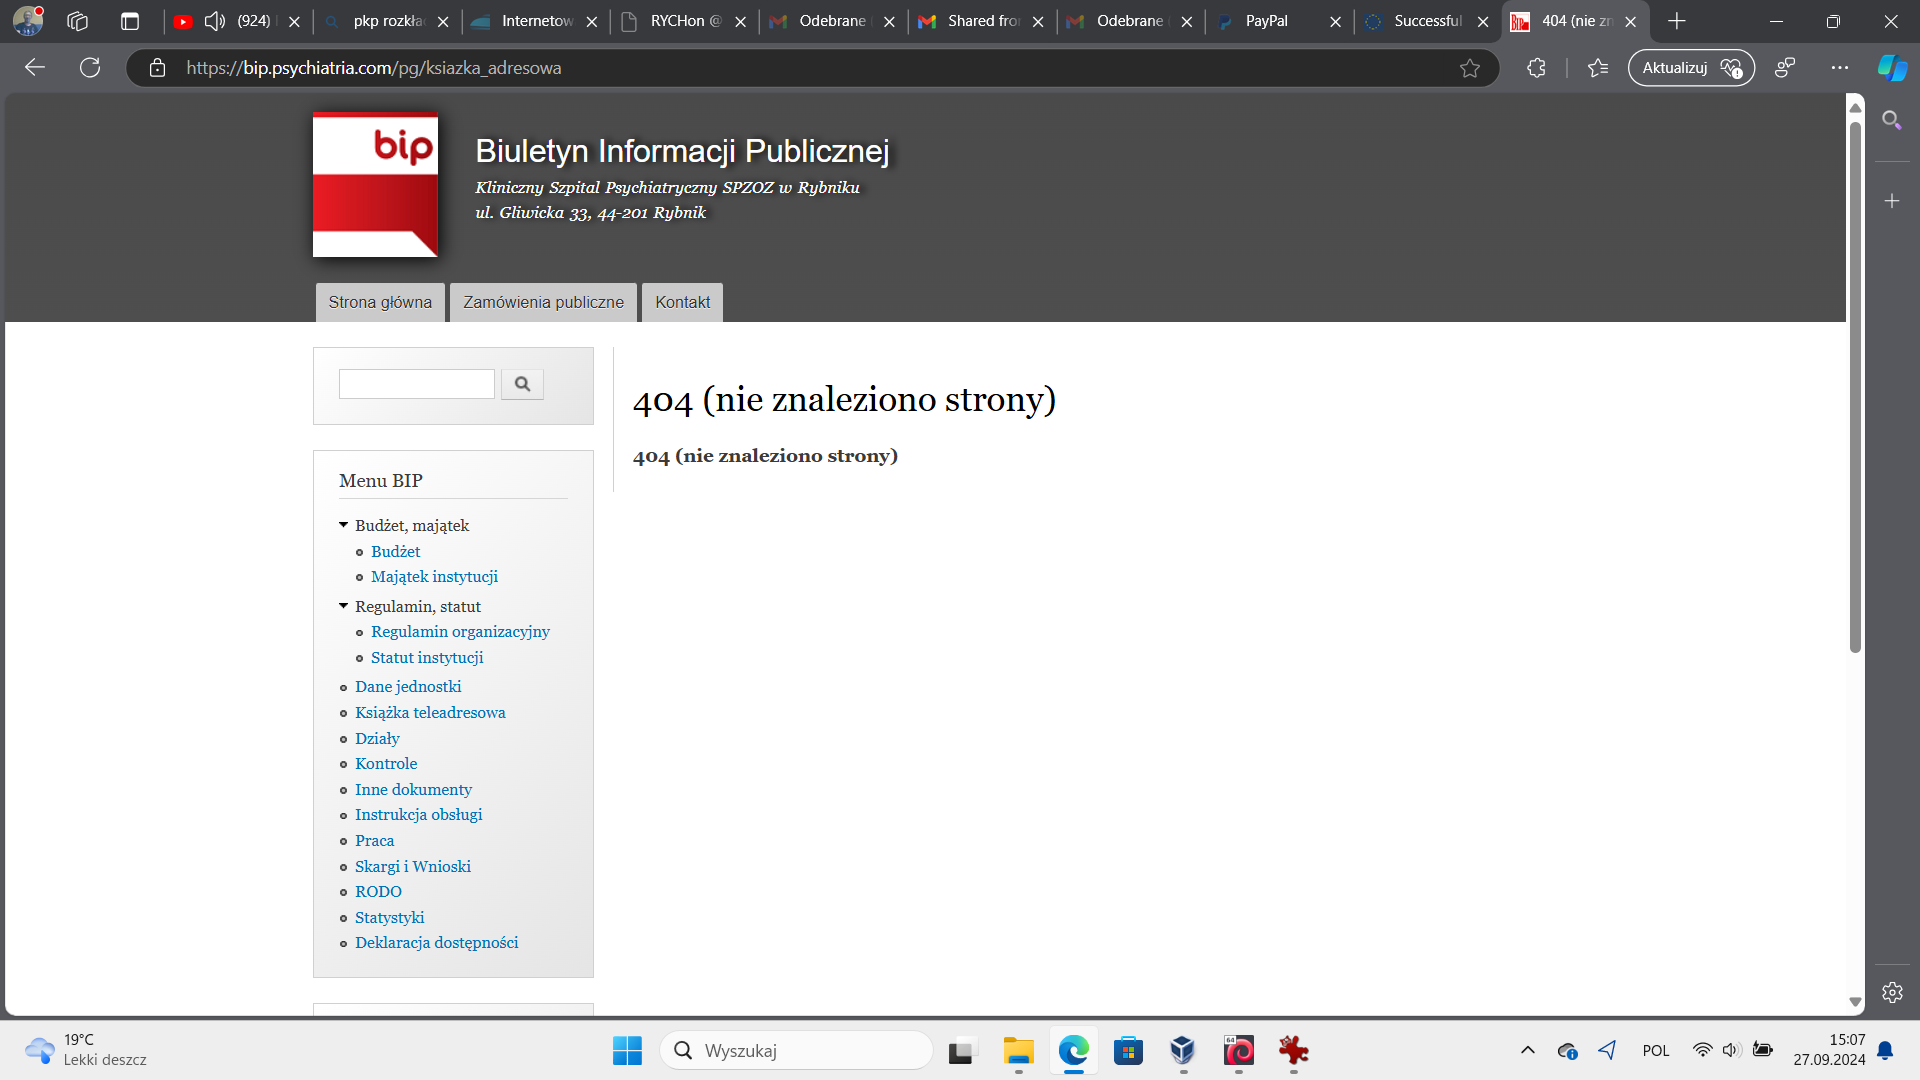 (924)
pkp rozkła
Internetow
RYCHon @
Odebrane
Shared fron
Odebrane
PayPal
Successful
404 (nie zn
https://bip.psychiatria.com/pg/ksiazka_adresowa
Aktualizuj
bip
Biuletyn Informacji Publicznej
Kliniczny Szpital Psychiatryczny SPZOZ w Rybniku
ul. Gliwicka 33, 44-201 Rybnik
Strona główna
Zamówienia publiczne
Kontakt
404 (nie znaleziono strony)
404 (nie znaleziono strony)
Menu BIP
Budżet, majątek
Budżet
Majątek instytucji
Regulamin, statut
Regulamin organizacyjny
Statut instytucji
Dane jednostki
Książka teleadresowa
Działy
Kontrole
Inne dokumenty
Instrukcja obsługi
Praca
Skargi i Wnioski
RODO
Statystyki
Deklaracja dostępności
19°C
Lekki deszcz
Wyszukaj
64
POL
15:07
27.09.2024